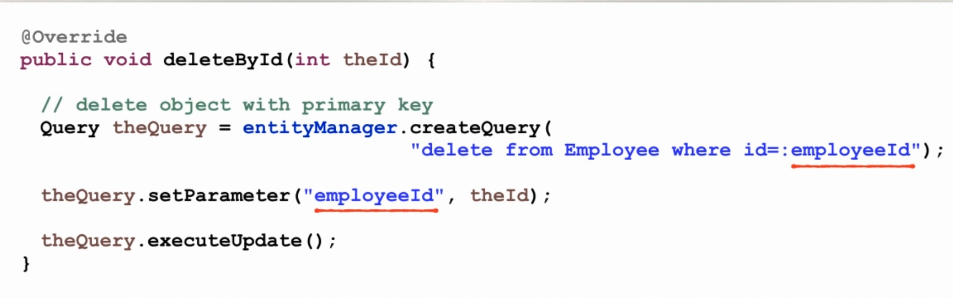 @Override
public void deleteById(int theId) {
// delete object with primary key
Query theQuery = entityManager.createQuery(
"delete from Employee where id=:employeeId");
theQuery.setParameter("employeeId", theId);
theQuery.executeUpdate();
}